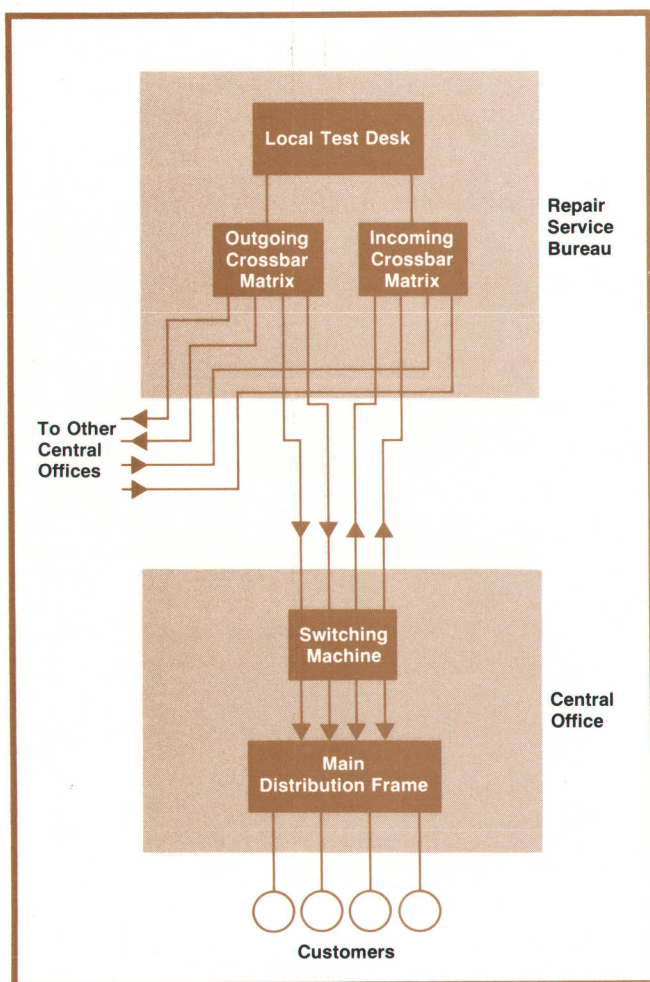 Local Test Desk
Outgoing
Crossbar
Matrix
Incoming
Crossbar
Matrix
Repair
Service
Bureau
To Other
Central
Offices
Switching
Machine
Central
Office
Main
Distribution Frame
Customers